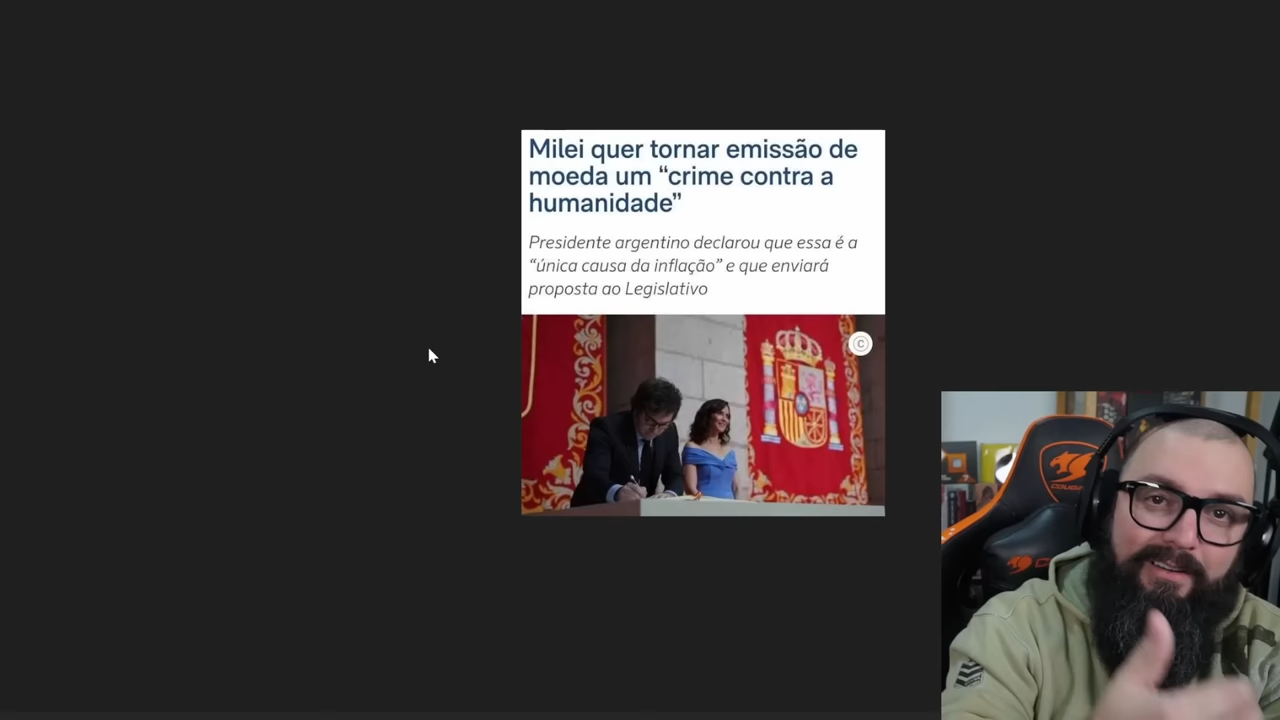 Milei quer tornar emissão de
moeda um “crime contra a
humanidade”
Presidente argentino declarou que essa é a
“única causa da inflação” e que enviará
proposta ao Legislativo
©
COUGAR